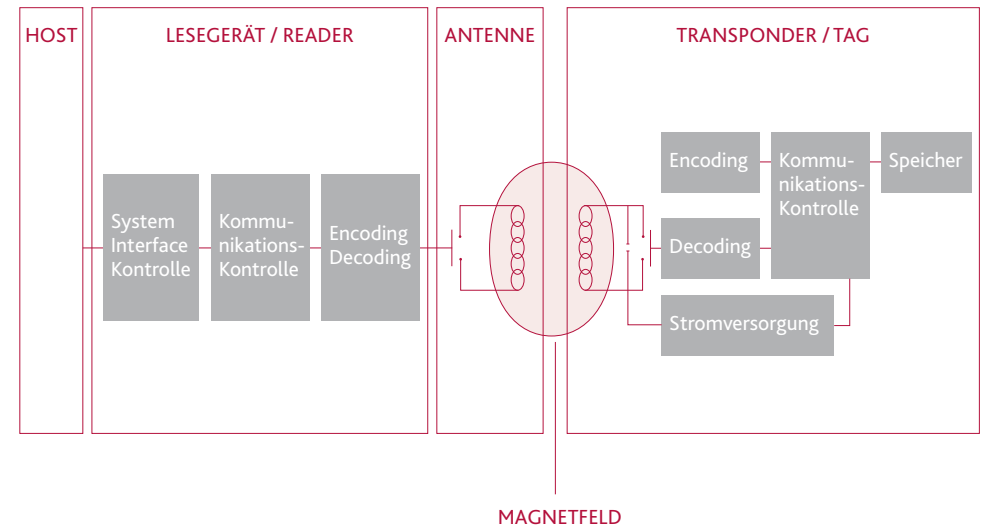 HOST
LESEGERÄT / READER
ANTENNE
TRANSPONDER / TAG
System
Interface
Kontrolle
Kommu-
nikations-
Kontrolle
Encoding
Decoding
Encoding
Kommu-
nikations-
Kontrolle
Speicher
Decoding
Stromversorgung
MAGNETFELD